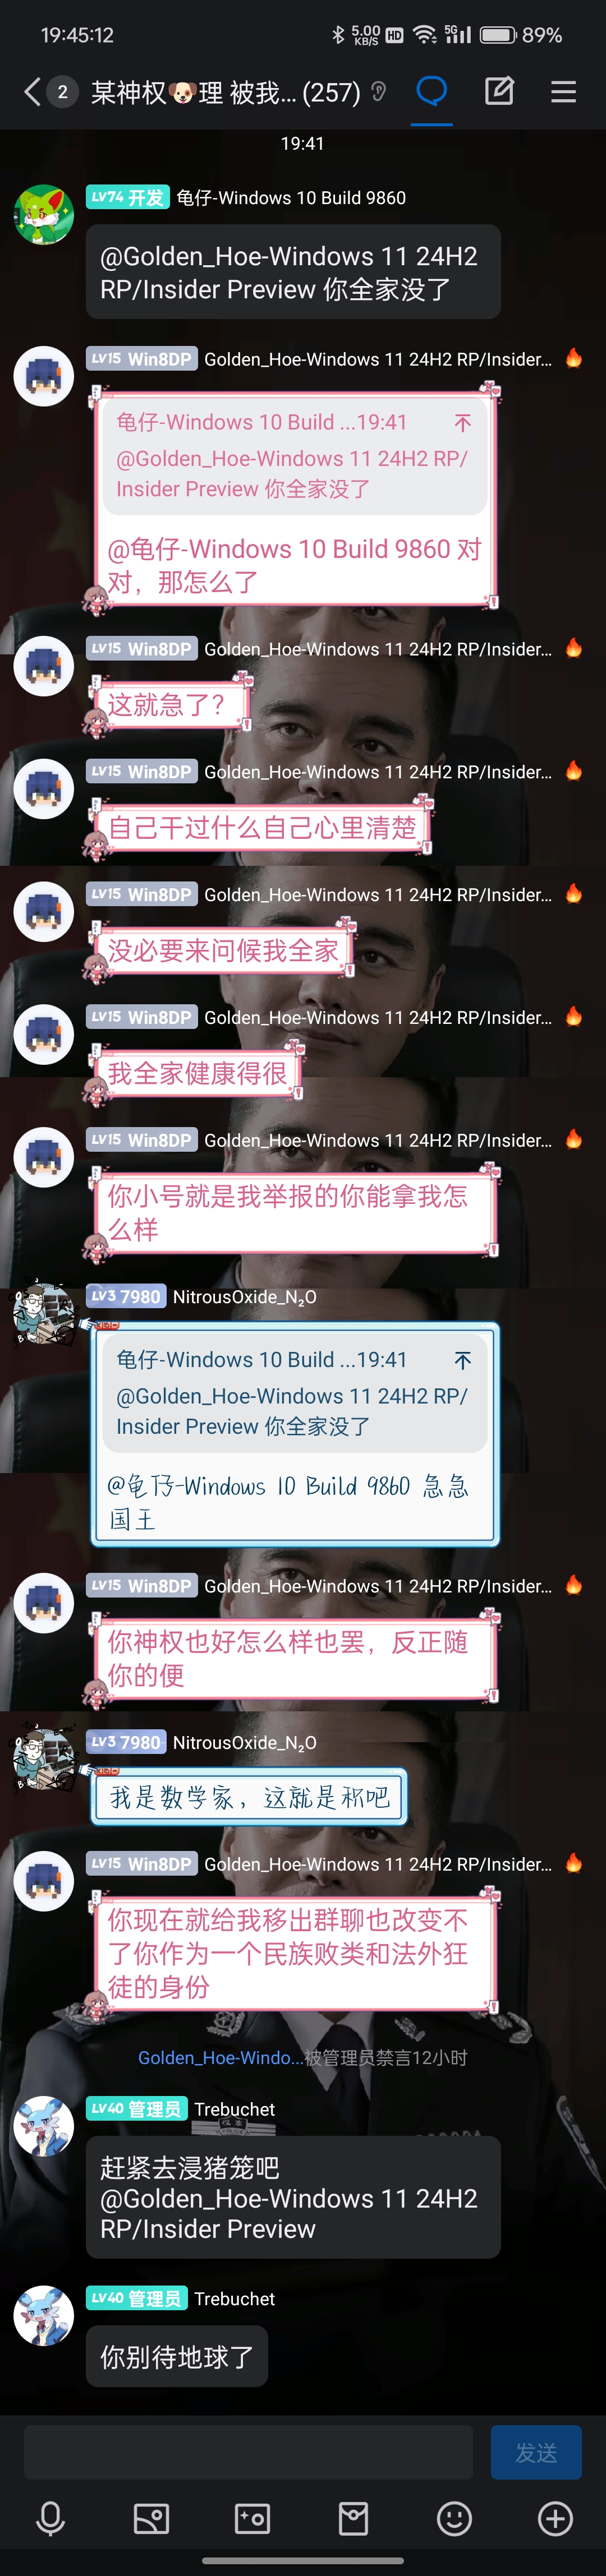 19:45:12
5.00 KB/S HD 5G 89%
2 某神权🐶理 被我... (257)
19:41
LV74 开发 龟仔-Windows 10 Build 9860
@Golden_Hoe-Windows 11 24H2
RP/Insider Preview 你全家没了
LV15 Win8DP Golden_Hoe-Windows 11 24H2 RP/Insider... 🔥
龟仔-Windows 10 Build ...19:41
@Golden_Hoe-Windows 11 24H2 RP/
Insider Preview 你全家没了
@龟仔-Windows 10 Build 9860 对
对，那怎么了
LV15 Win8DP Golden_Hoe-Windows 11 24H2 RP/Insider... 🔥
这就急了？
LV15 Win8DP Golden_Hoe-Windows 11 24H2 RP/Insider... 🔥
自己干过什么自己心里清楚
LV15 Win8DP Golden_Hoe-Windows 11 24H2 RP/Insider... 🔥
没必要来问候我全家
LV15 Win8DP Golden_Hoe-Windows 11 24H2 RP/Insider... 🔥
我全家健康得很
LV15 Win8DP Golden_Hoe-Windows 11 24H2 RP/Insider... 🔥
你小号就是我举报的你能拿我怎
么样
LV3 7980 NitrousOxide_N₂O
龟仔-Windows 10 Build ...19:41
@Golden_Hoe-Windows 11 24H2 RP/
Insider Preview 你全家没了
@龟仔-Windows 10 Build 9860 急急
国王
LV15 Win8DP Golden_Hoe-Windows 11 24H2 RP/Insider... 🔥
你神权也好怎么样也罢，反正随
你的便
LV3 7980 NitrousOxide_N₂O
我是数学家，这就是积吧
LV15 Win8DP Golden_Hoe-Windows 11 24H2 RP/Insider... 🔥
你现在就给我移出群聊也改变不
了你作为一个民族败类和法外狂
徒的身份
Golden_Hoe-Windo...被管理员禁言12小时
LV40 管理员 Trebuchet
赶紧去浸猪笼吧
@Golden_Hoe-Windows 11 24H2
RP/Insider Preview
LV40 管理员 Trebuchet
你别待地球了
发送